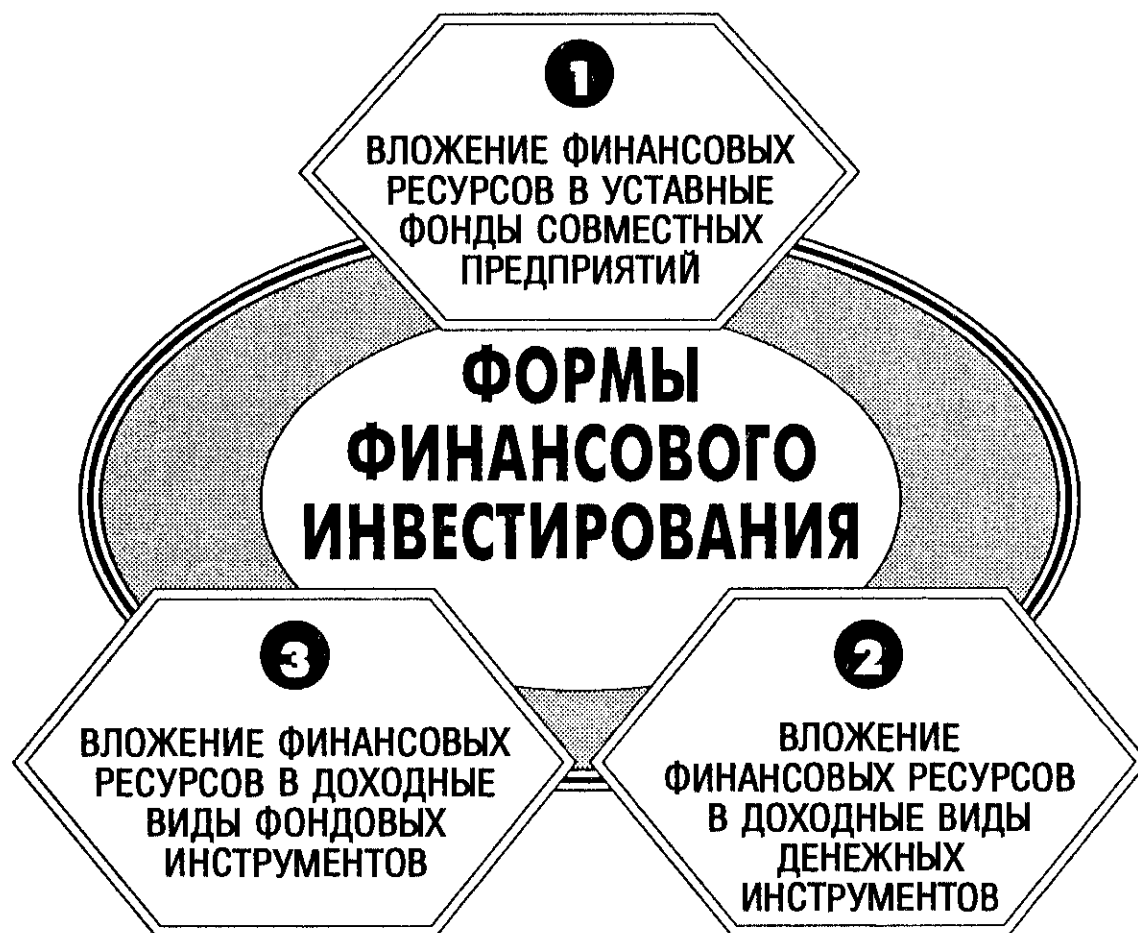 1
ВЛОЖЕНИЕ ФИНАНСОВЫХ
РЕСУРСОВ В УСТАВНЫЕ
ФОНДЫ СОВМЕСТНЫХ
ПРЕДПРИЯТИЙ
ФОРМЫ
ФИНАНСОВОГО
ИНВЕСТИРОВАНИЯ
3
ВЛОЖЕНИЕ ФИНАНСОВЫХ
РЕСУРСОВ В ДОХОДНЫЕ
ВИДЫ ФОНДОВЫХ
ИНСТРУМЕНТОВ
2
ВЛОЖЕНИЕ
ФИНАНСОВЫХ РЕСУРСОВ
В ДОХОДНЫЕ ВИДЫ
ДЕНЕЖНЫХ
ИНСТРУМЕНТОВ